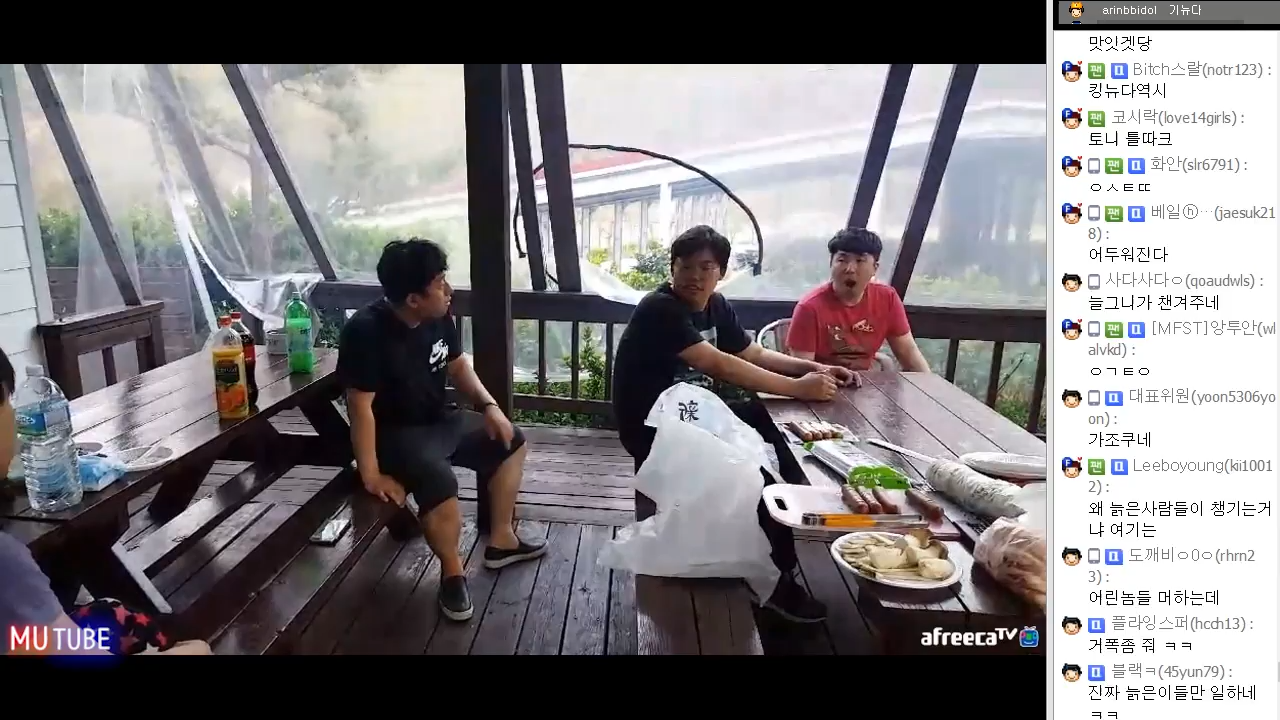 arinbbidol 기뉴다
맛잇겟당
Bitch스랄(notr123) :
킹뉴다역시
코시락(love14girls) :
토니 틀따크
화안(slr6791) :
ㅇㅅㅌㄸ
베일ⓗ…(jaesuk21
8) :
어두워진다
사따사다ㅇ(qoaudwls) :
늘그니가 챈겨주네
[MFST]양투안(wl
alvkd) :
ㅇㄱㅌㅇ
대표위원(yoon5306yo
on) :
가조쿠네
Leeboyoung(ki1001
2) :
왜 늙은사람들이 챙기는거
냐 여기는
도깨비ㅇ0ㅇ(rhrn2
3) :
어린놈들 머하는데
플라잉스퍼(hcch13) :
거폭좀 줘 ㅋㅋ
블랙ㅋ(45yun79) :
진짜 늙은이들만 일하네
ㅋㅋ
MUTUBE
afreecaTV